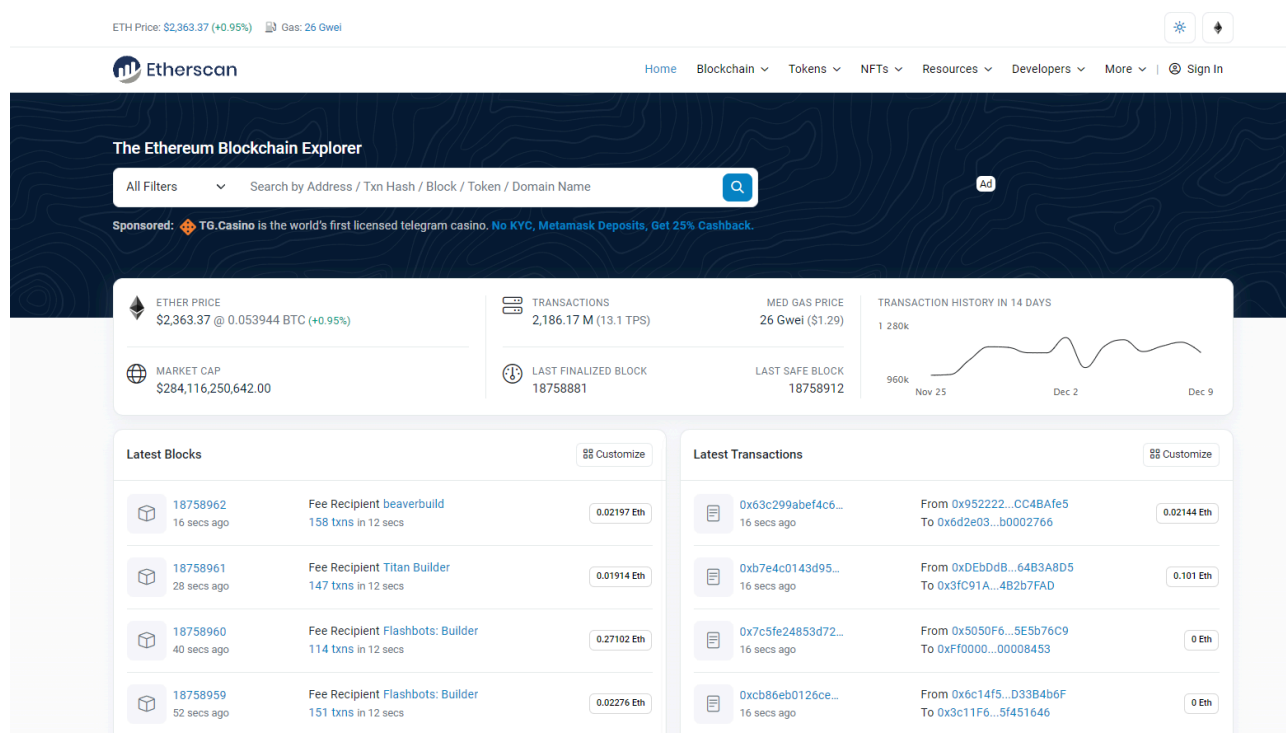 ETH Price: $2,363.37 (+0.95%) Gas: 26 Gwei
Etherscan
Home Blockchain Tokens NFTs Resources Developers More | Sign In
The Ethereum Blockchain Explorer
All Filters Search by Address / Txn Hash / Block / Token / Domain Name
Ad
Sponsored: TG.Casino is the world's first licensed telegram casino. No KYC, Metamask Deposits, Get 25% Cashback.
ETHER PRICE
$2,363.37 @ 0.053944 BTC (+0.95%)
MARKET CAP
$284,116,250,642.00
TRANSACTIONS
2,186.17 M (13.1 TPS)
MED GAS PRICE
26 Gwei ($1.29)
LAST FINALIZED BLOCK
18758881
LAST SAFE BLOCK
18758912
TRANSACTION HISTORY IN 14 DAYS
1 280k
960k
Nov 25 Dec 2 Dec 9
Latest Blocks Customize
18758962 Fee Recipient beaverbuild 0.02197 Eth
16 secs ago 158 txns in 12 secs
18758961 Fee Recipient Titan Builder 0.01914 Eth
28 secs ago 147 txns in 12 secs
18758960 Fee Recipient Flashbots: Builder 0.27102 Eth
40 secs ago 114 txns in 12 secs
18758959 Fee Recipient Flashbots: Builder 0.02276 Eth
52 secs ago 151 txns in 12 secs
Latest Transactions Customize
0x63c299abef4c6... From 0x952222...CC4BAfe5 0.02144 Eth
16 secs ago To 0x6d2e03...b0002766
0xb7e4c0143d95... From 0xDEbDdB...64B3A8D5 0.101 Eth
16 secs ago To 0x3fC91A...4B2b7FAD
0x7c5fe24853d72... From 0x5050F6...5E5b76C9 0 Eth
16 secs ago To 0xFf0000...00008453
0xcb86eb0126ce... From 0x6c14f5...D33B4b6F 0 Eth
16 secs ago To 0x3c11F6...5f451646